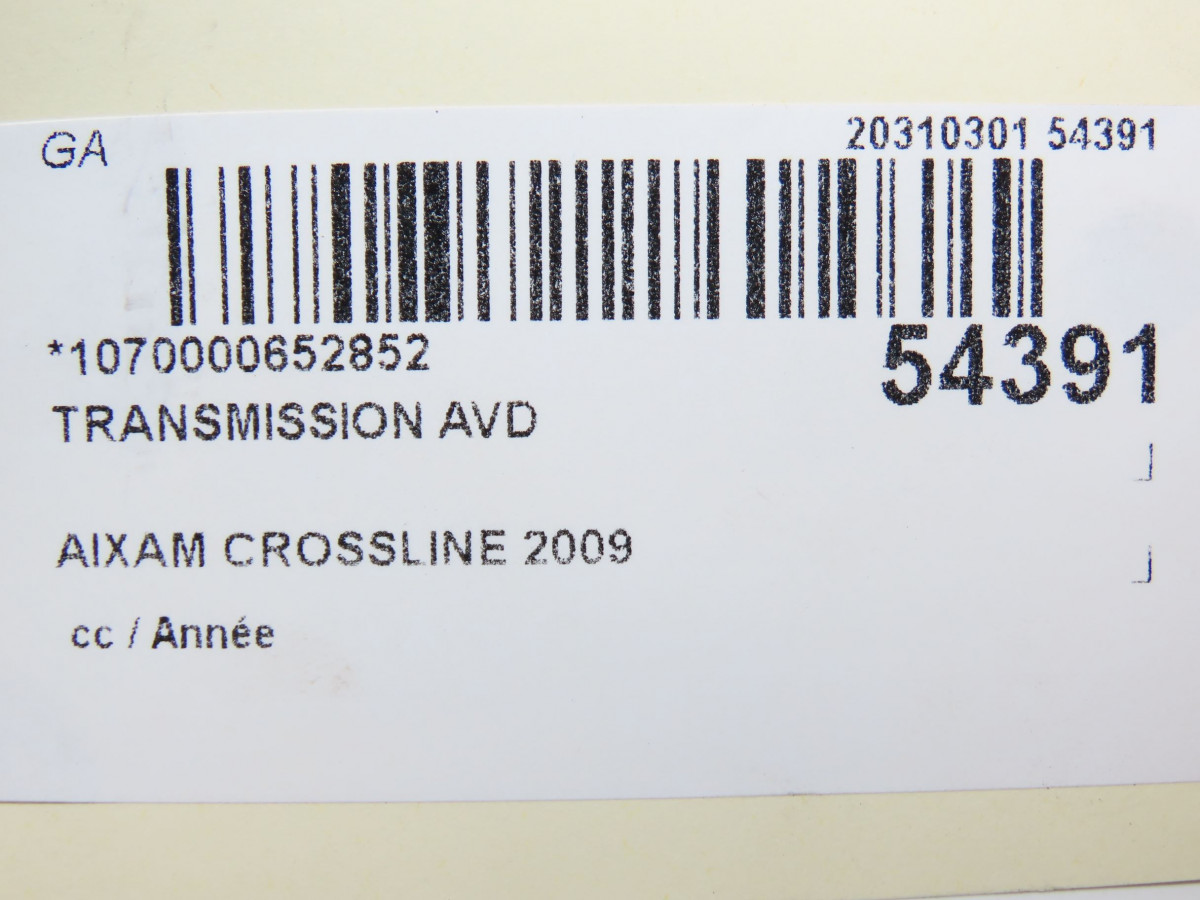 GA
20310301 54391
*1070000652852
54391
TRANSMISSION AVD
AIXAM CROSSLINE 2009
cc / Année